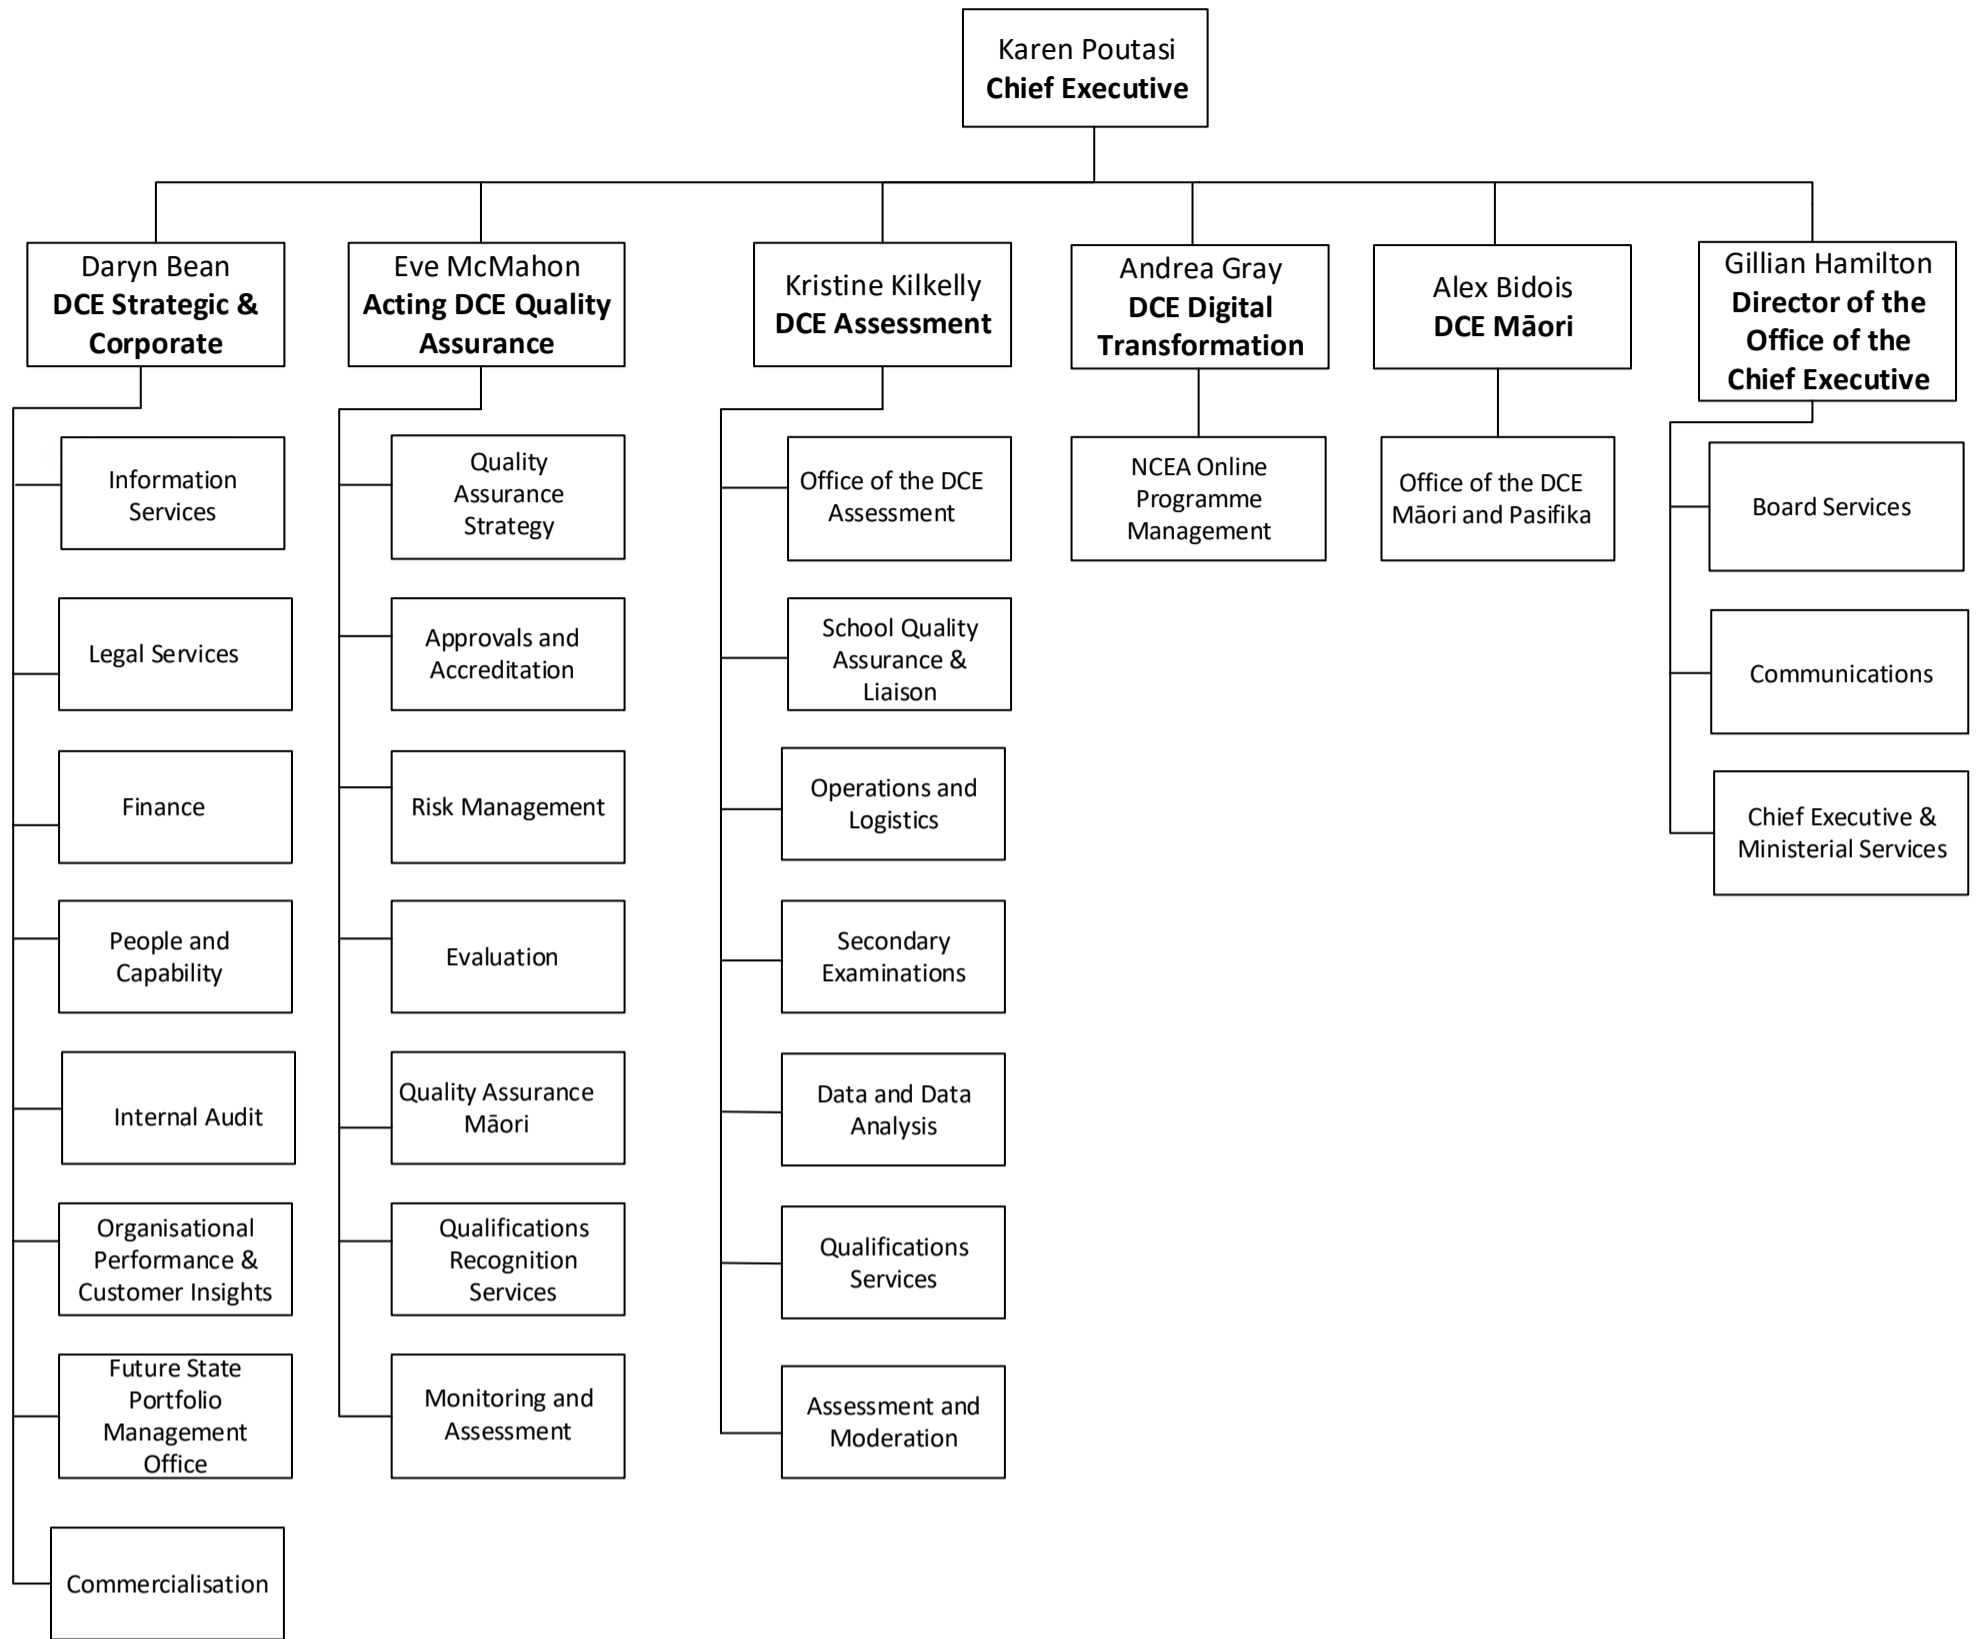 Karen Poutasi
Chief Executive
Daryn Bean
DCE Strategic &
Corporate
Eve McMahon
Acting DCE Quality
Assurance
Kristine Kilkelly
DCE Assessment
Andrea Gray
DCE Digital
Transformation
Alex Bidois
DCE Māori
Gillian Hamilton
Director of the
Office of the
Chief Executive
Information
Services
Legal Services
Finance
People and
Capability
Internal Audit
Organisational
Performance &
Customer Insights
Future State
Portfolio
Management
Office
Commercialisation
Quality
Assurance
Strategy
Approvals and
Accreditation
Risk Management
Evaluation
Quality Assurance
Māori
Qualifications
Recognition
Services
Monitoring and
Assessment
Office of the DCE
Assessment
School Quality
Assurance &
Liaison
Operations and
Logistics
Secondary
Examinations
Data and Data
Analysis
Qualifications
Services
Assessment and
Moderation
NCEA Online
Programme
Management
Office of the DCE
Māori and Pasifika
Board Services
Communications
Chief Executive &
Ministerial Services